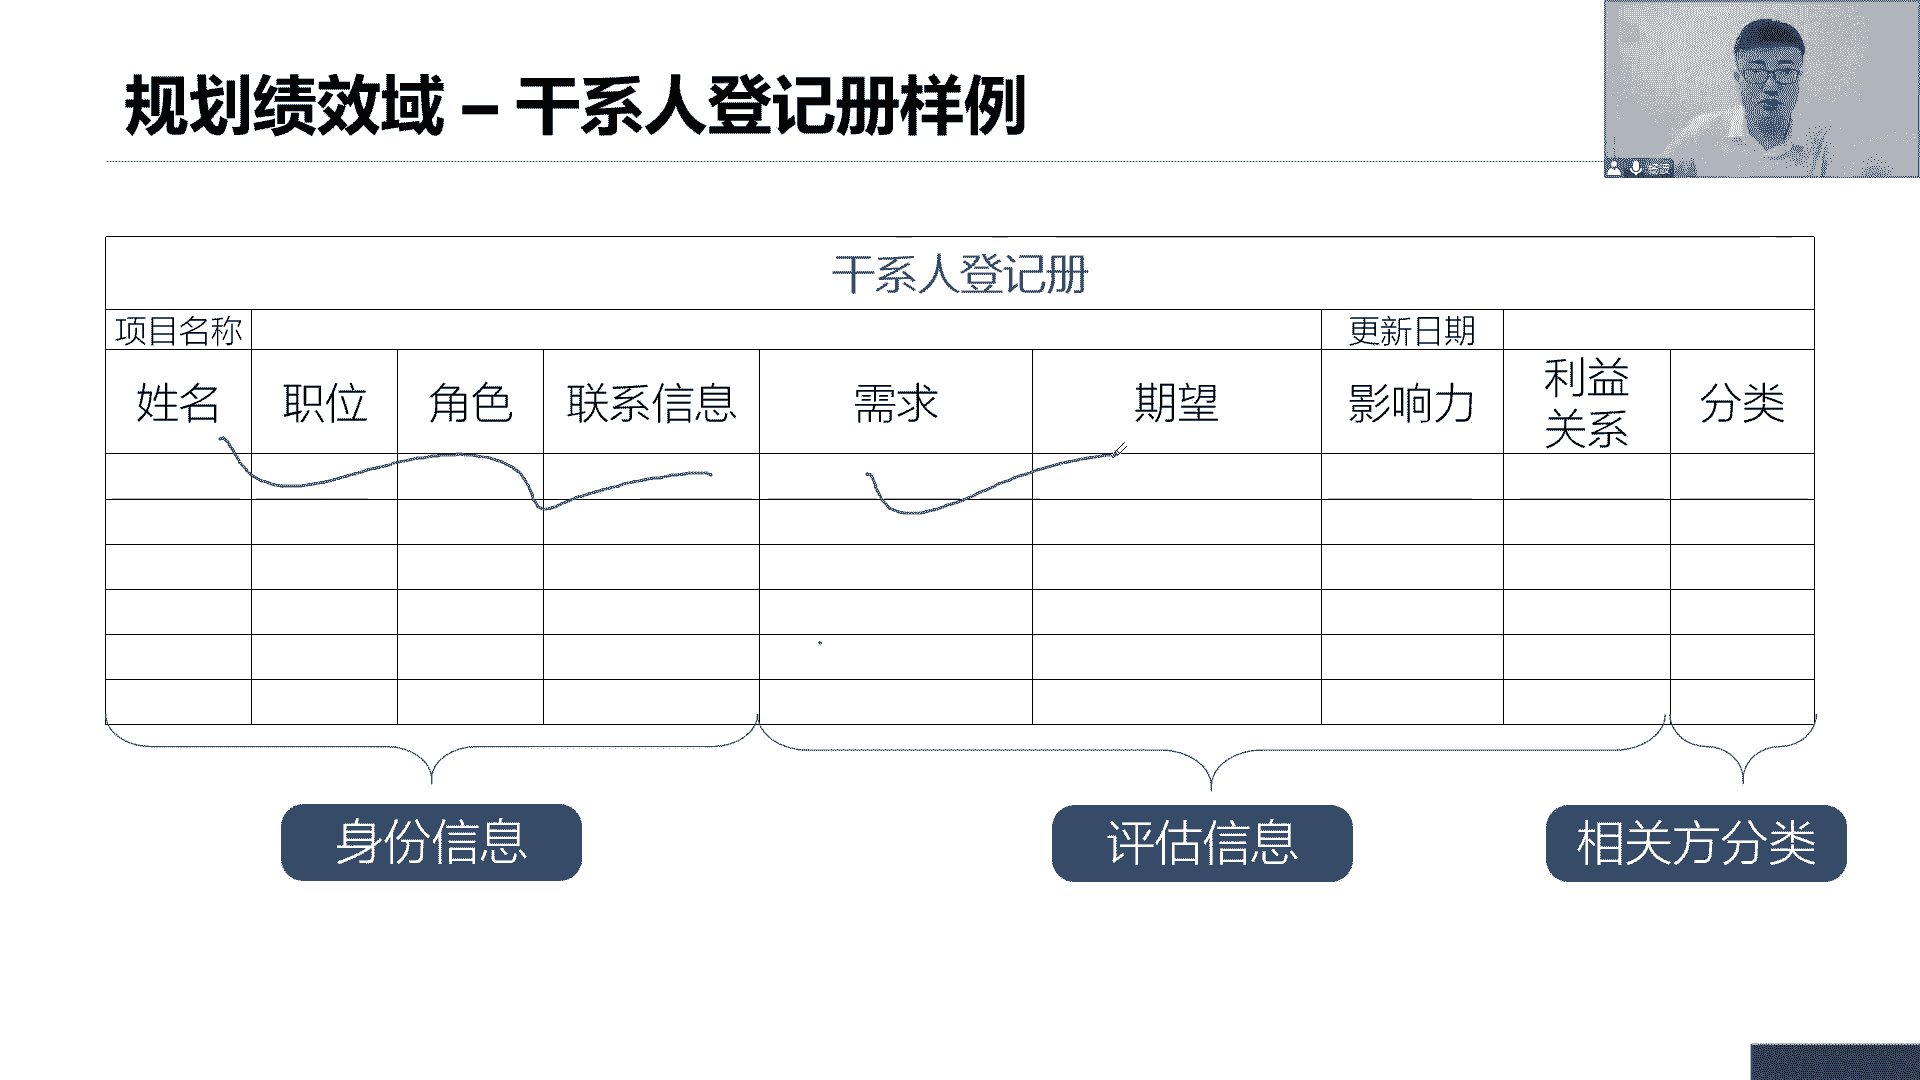 规划绩效域 – 干系人登记册样例
干系人登记册
项目名称 更新日期
姓名 职位 角色 联系信息 需求 期望 影响力 利益关系 分类
身份信息 评估信息 相关方分类